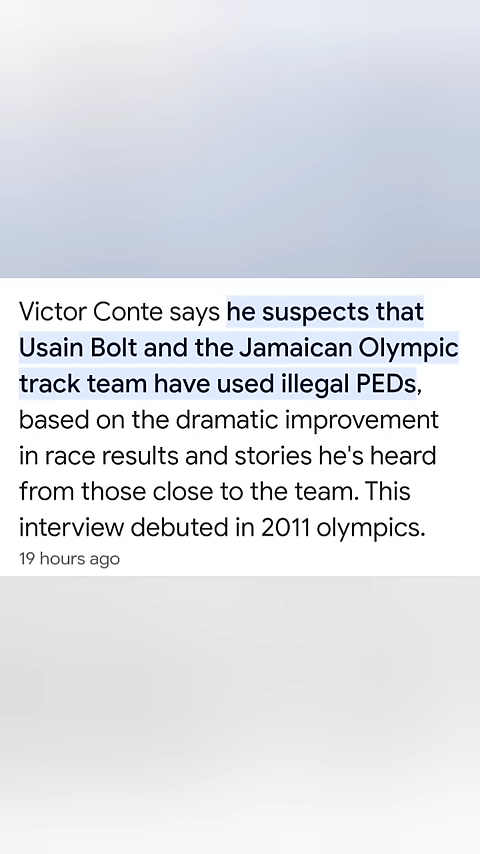 Victor Conte says he suspects that
Usain Bolt and the Jamaican Olympic
track team have used illegal PEDs,
based on the dramatic improvement
in race results and stories he's heard
from those close to the team. This
interview debuted in 2011 olympics.
19 hours ago